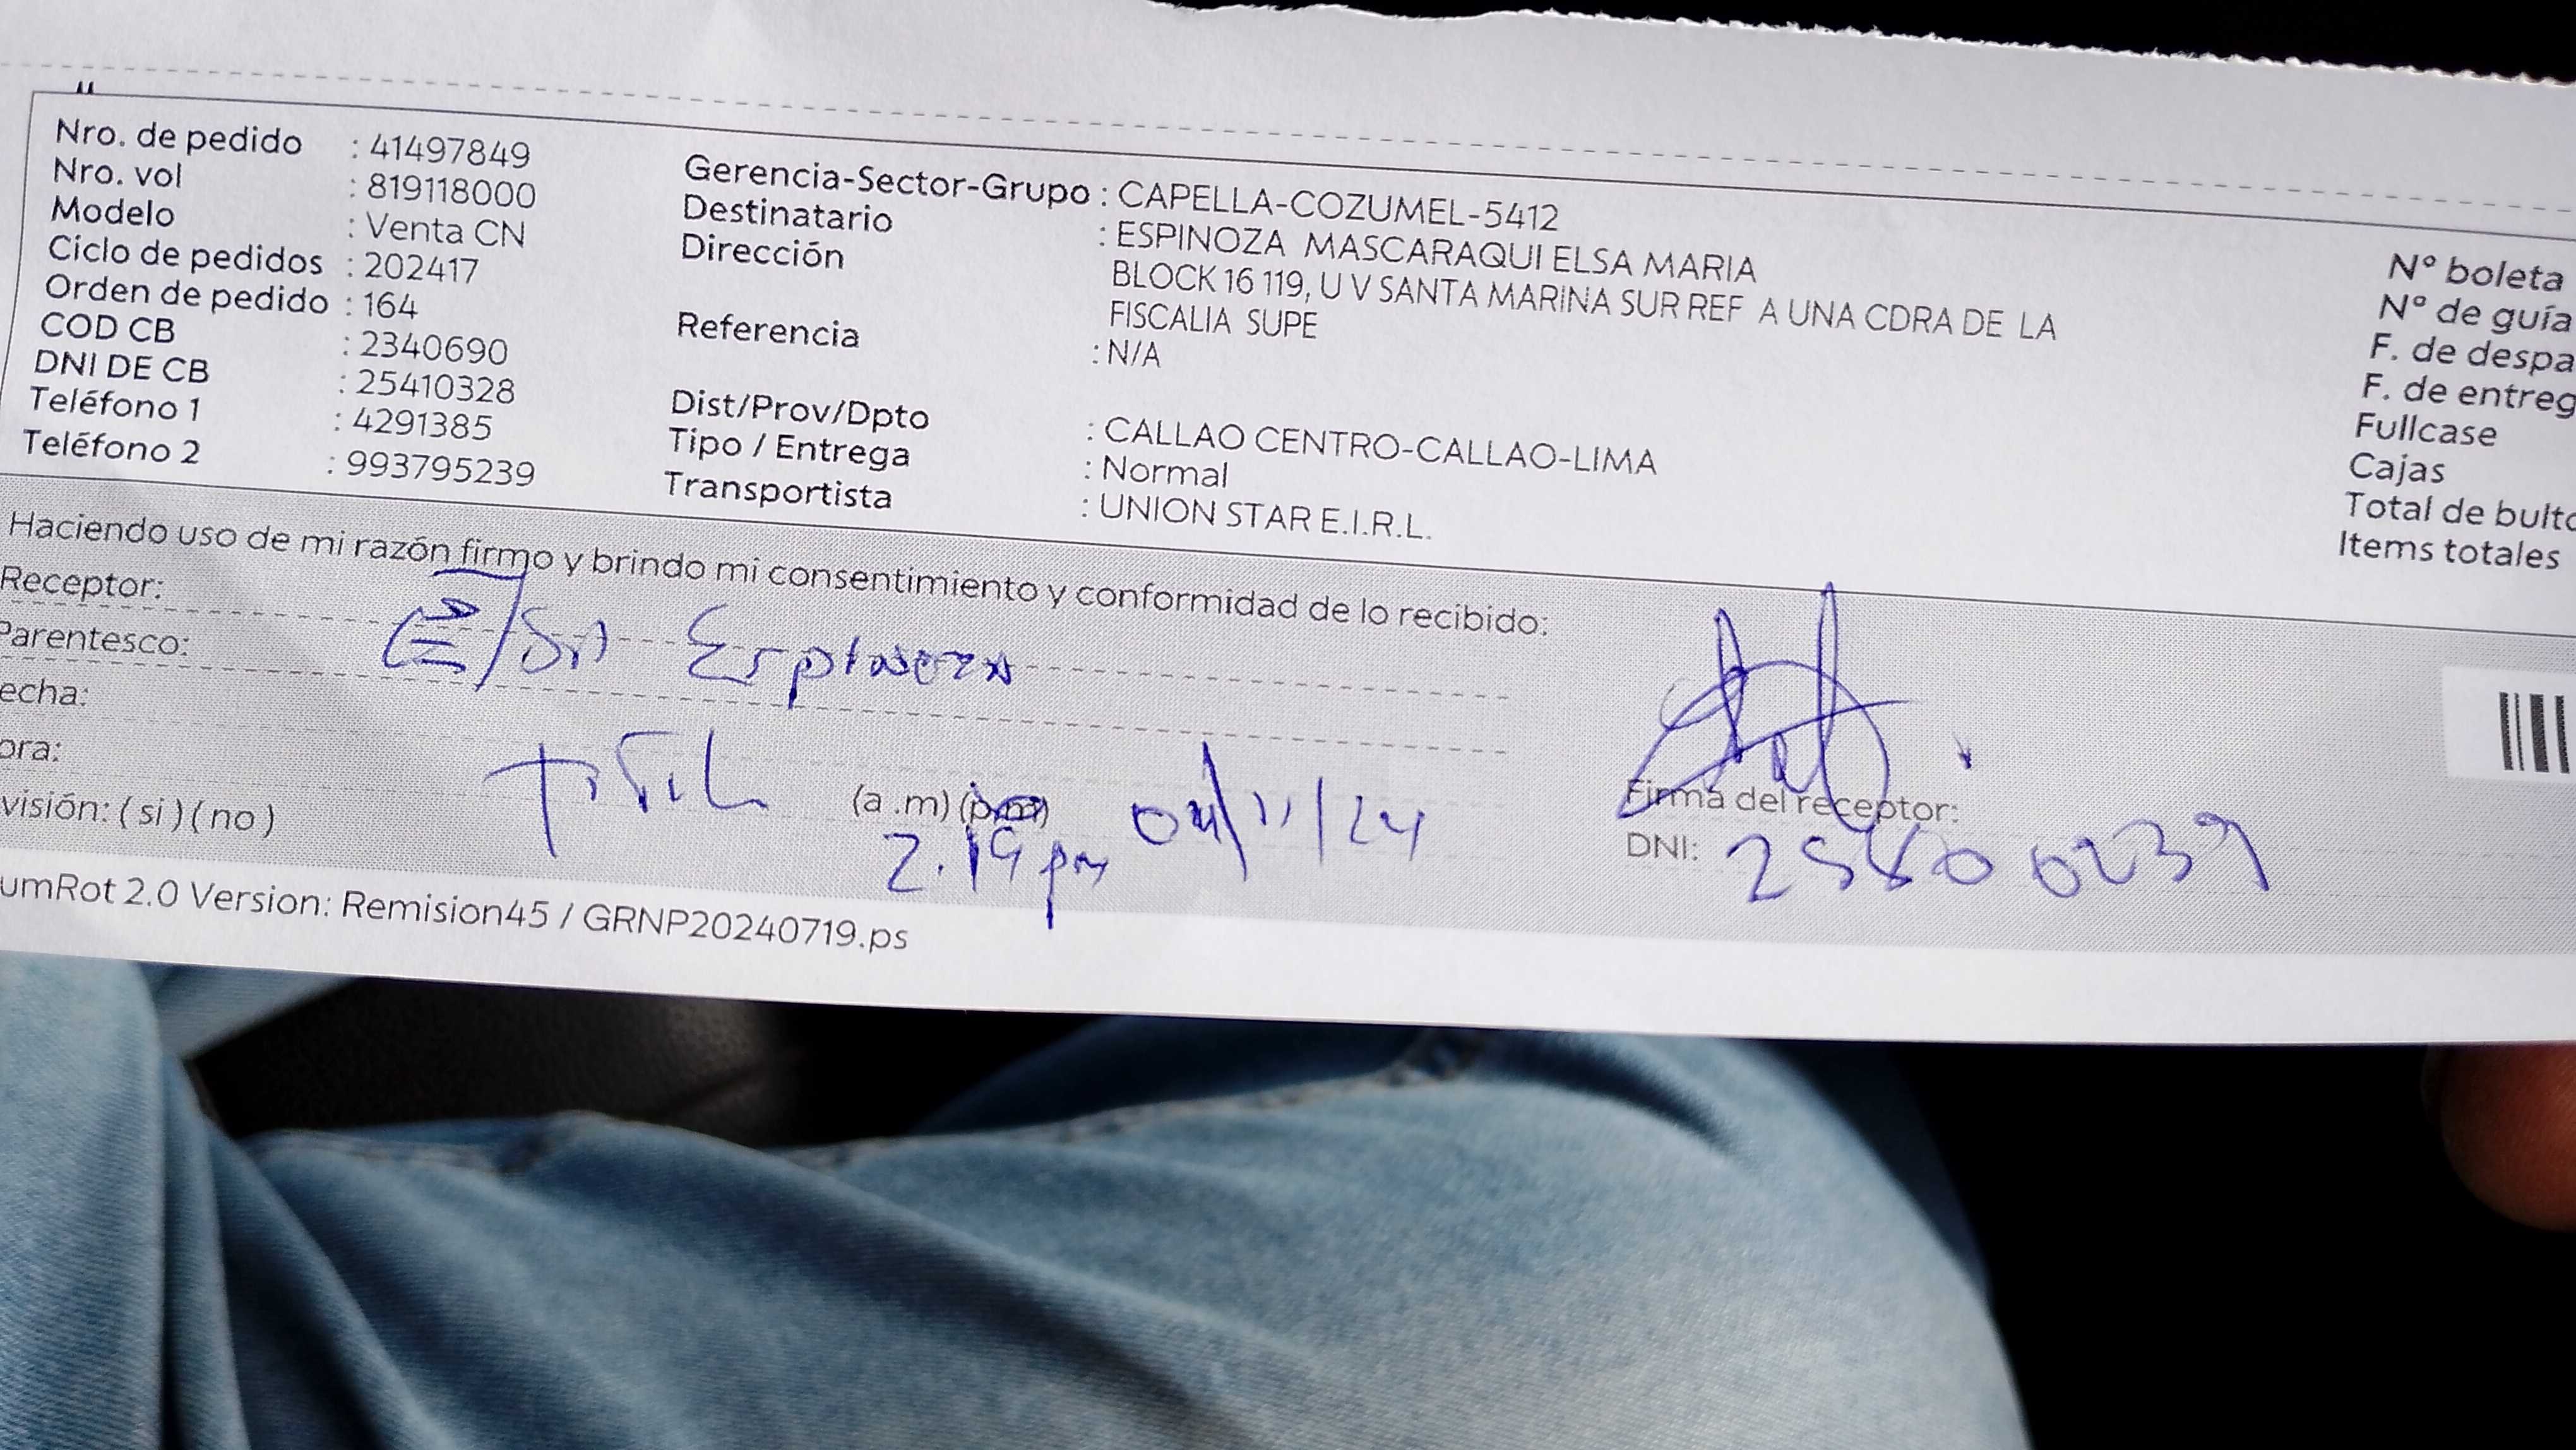 Nro. de pedido : 41497849
Nro. vol : 819118000
Modelo : Venta CN
Ciclo de pedidos : 202417
Orden de pedido : 164
COD CB : 2340690
DNI DE CB : 25410328
Teléfono 1 : 4291385
Teléfono 2 : 993795239
Gerencia-Sector-Grupo : CAPELLA-COZUMEL-5412
Destinatario : ESPINOZA MASCARAQUI ELSA MARIA
Dirección BLOCK 16 119, U V SANTA MARINA SUR REF A UNA CDRA DE LA
FISCALIA SUPE
Referencia : N/A
Dist/Prov/Dpto : CALLAO CENTRO-CALLAO-LIMA
Tipo / Entrega : Normal
Transportista : UNION STAR E.I.R.L.
N° boleta
N° de guía
F. de despa
F. de entreg
Fullcase
Cajas
Total de bulto
Items totales
Haciendo uso de mi razón firmo y brindo mi consentimiento y conformidad de lo recibido:
Receptor: Elsa Espinoza
Parentesco:
echa:
ora:
(a .m) (p.m) 04/11/24
2.19 pm
visión: ( si ) ( no )
Firma del receptor:
DNI:
umRot 2.0 Version: Remision45 / GRNP20240719.ps